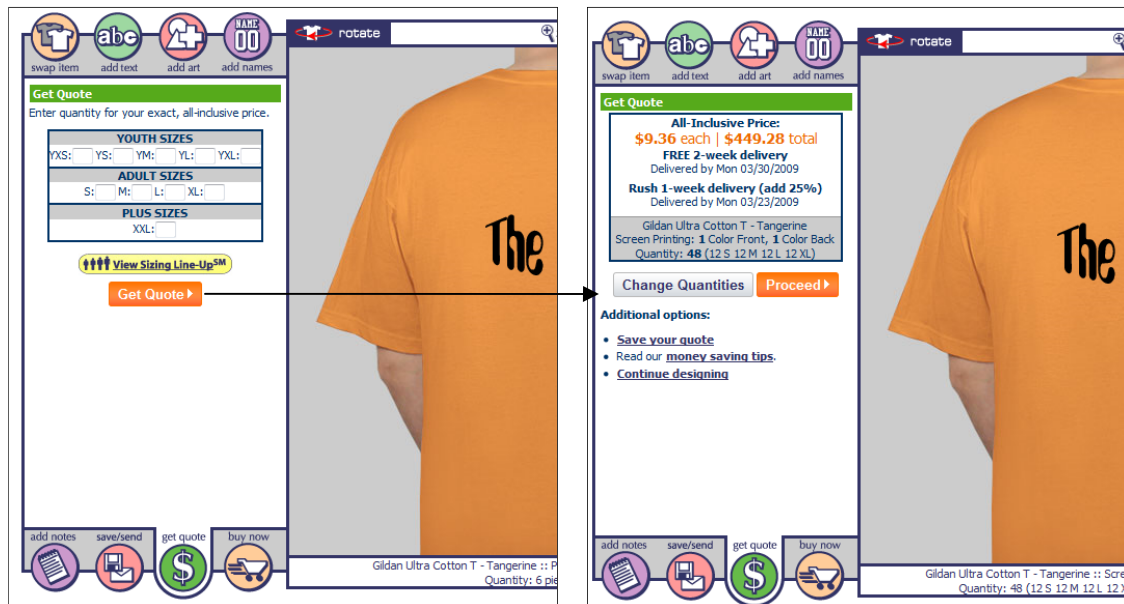 swap item
abc
add text
add art
NAME
00
add names
rotate
Get Quote
Enter quantity for your exact, all-inclusive price.
YOUTH SIZES
YXS: YS: YM: YL: YXL:
ADULT SIZES
S: M: L: XL:
PLUS SIZES
XXL:
View Sizing Line-Up℠
Get Quote
The
add notes
save/send
get quote
$
buy now
Gildan Ultra Cotton T - Tangerine :: P
Quantity: 6 pie
swap item
abc
add text
add art
NAME
00
add names
rotate
Get Quote
All-Inclusive Price:
$9.36 each | $449.28 total
FREE 2-week delivery
Delivered by Mon 03/30/2009
Rush 1-week delivery (add 25%)
Delivered by Mon 03/23/2009
Gildan Ultra Cotton T - Tangerine
Screen Printing: 1 Color Front, 1 Color Back
Quantity: 48 (12 S 12 M 12 L 12 XL)
Change Quantities
Proceed
Additional options:
• Save your quote
• Read our money saving tips.
• Continue designing
The
add notes
save/send
get quote
$
buy now
Gildan Ultra Cotton T - Tangerine :: Scre
Quantity: 48 (12 S 12 M 12 L 12 X